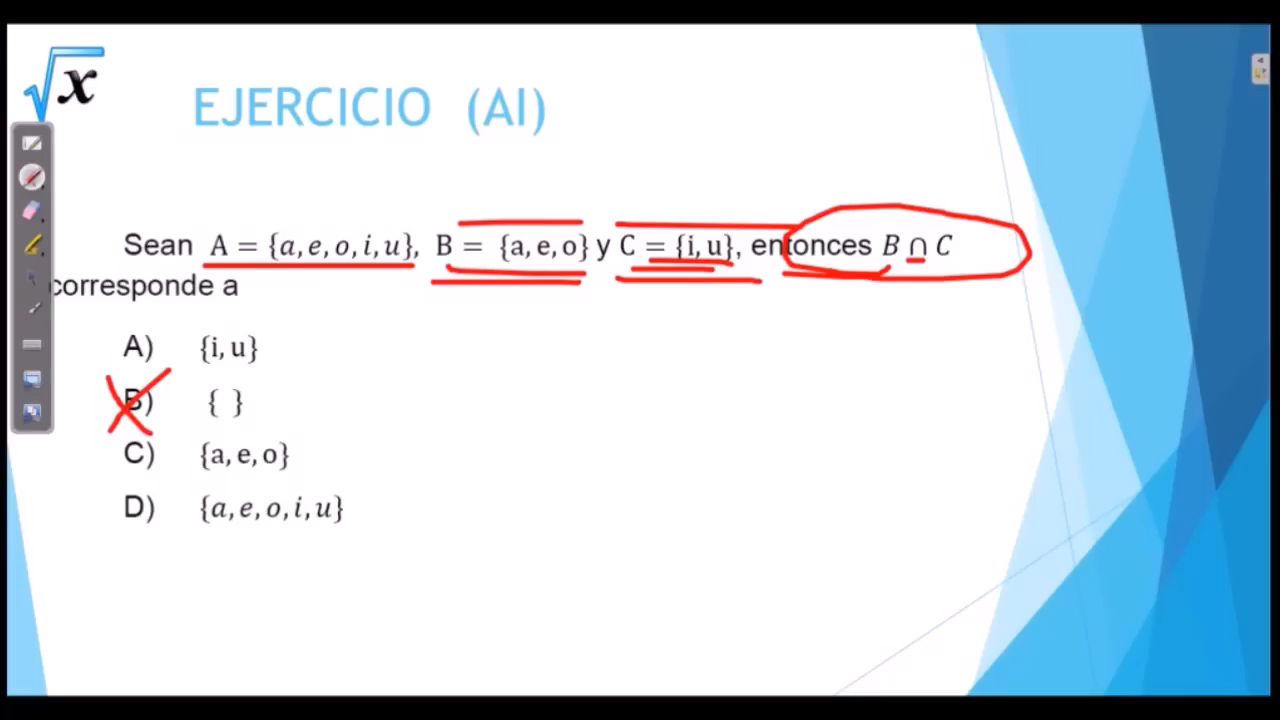 √x
EJERCICIO (AI)
Sean A = {a, e, o, i, u}, B = {a, e, o} y C = {i, u}, entonces B ∩ C
corresponde a
A) {i, u}
B) { }
C) {a, e, o}
D) {a, e, o, i, u}